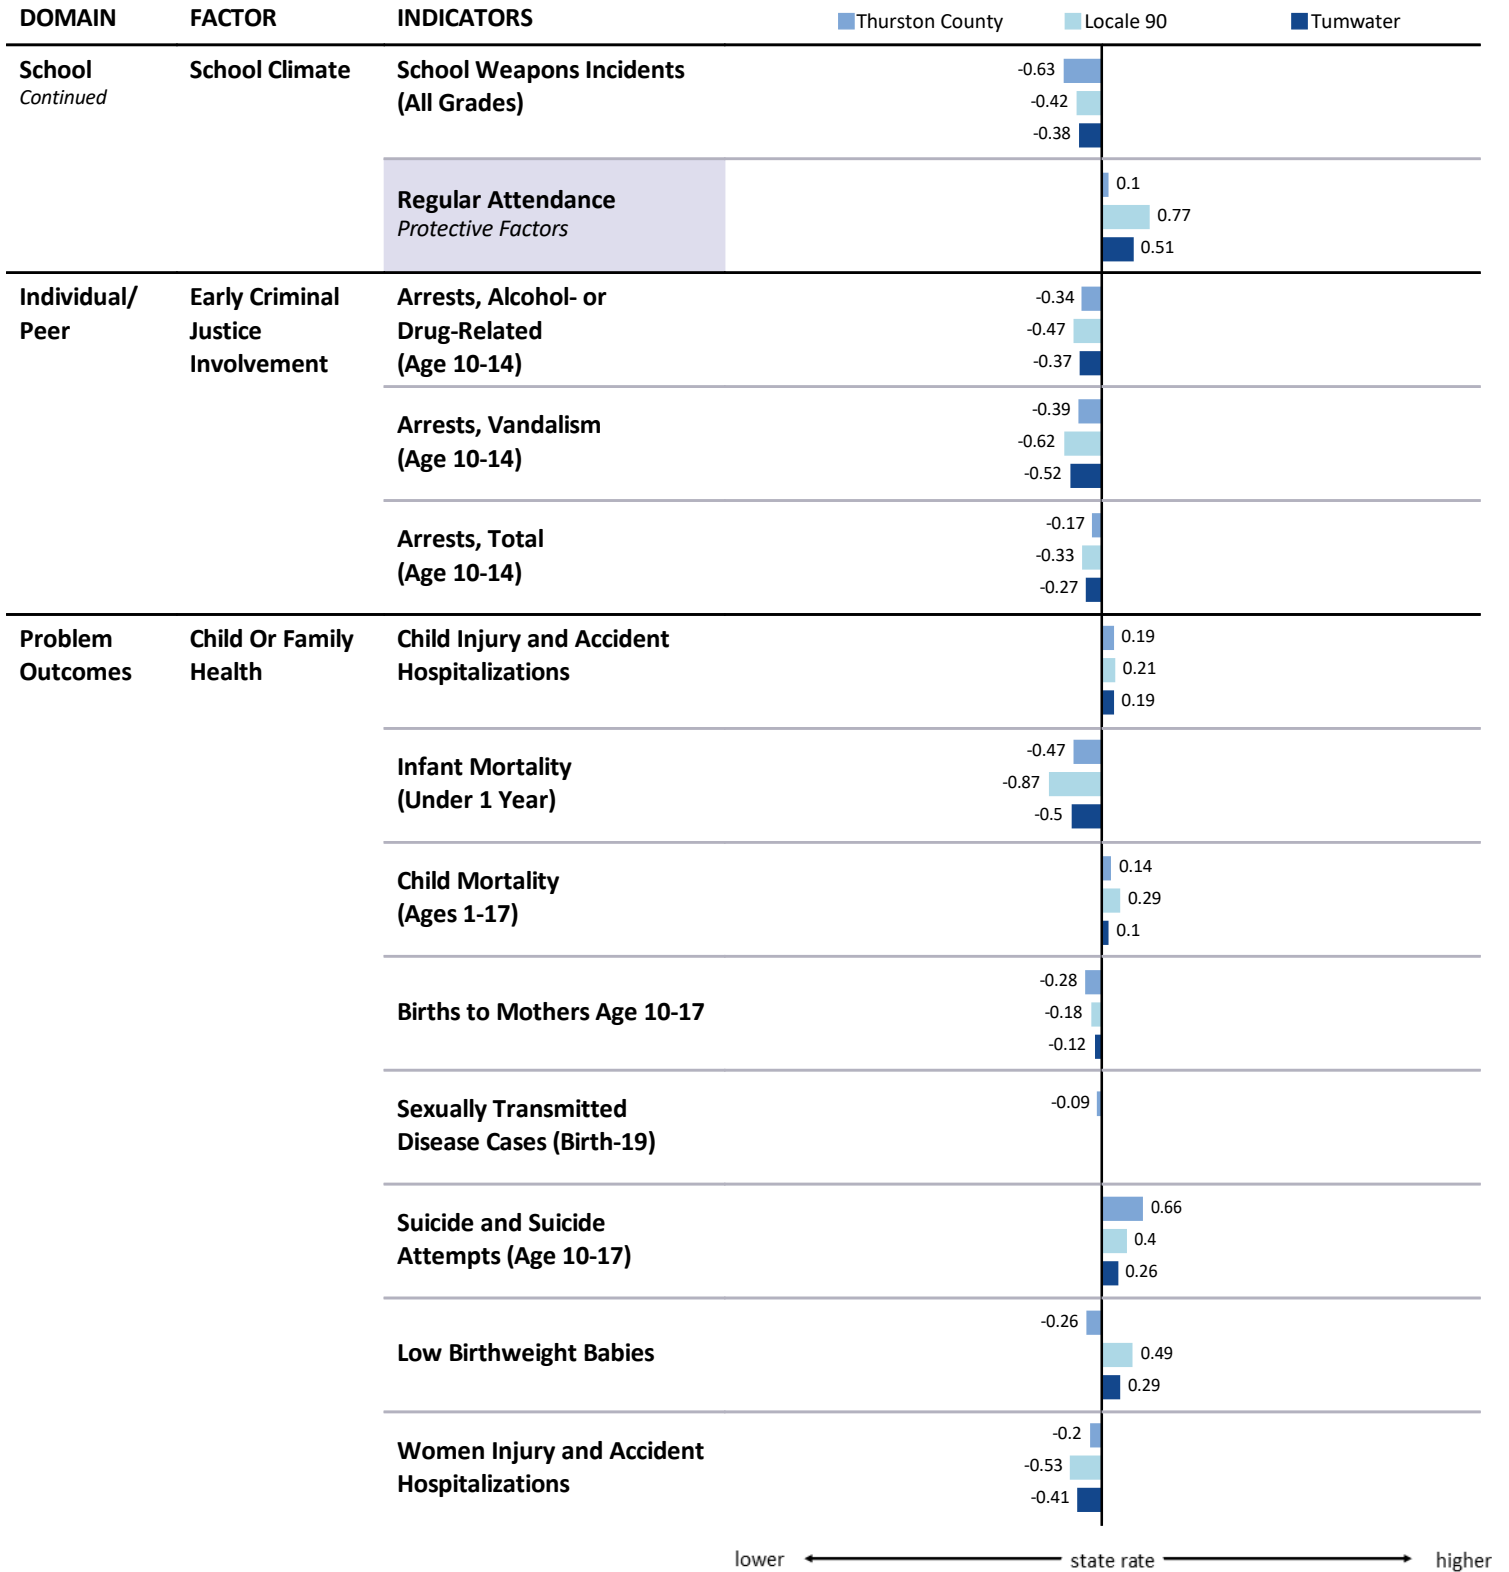 DOMAIN FACTOR INDICATORS Thurston County Locale 90 Tumwater
School School Climate School Weapons Incidents
Continued
(All Grades)
-0.63
-0.42
-0.38
Regular Attendance
Protective Factors
0.1
0.77
0.51
Individual/ Early Criminal Arrests, Alcohol- or
Peer Justice Drug-Related
Involvement (Age 10-14)
-0.34
-0.47
-0.37
Arrests, Vandalism
(Age 10-14)
-0.39
-0.62
-0.52
Arrests, Total
(Age 10-14)
-0.17
-0.33
-0.27
Problem Child Or Family Child Injury and Accident
Outcomes Health Hospitalizations
0.19
0.21
0.19
Infant Mortality
(Under 1 Year)
-0.47
-0.87
-0.5
Child Mortality
(Ages 1-17)
0.14
0.29
0.1
Births to Mothers Age 10-17
-0.28
-0.18
-0.12
Sexually Transmitted
Disease Cases (Birth-19)
-0.09
Suicide and Suicide
Attempts (Age 10-17)
0.66
0.4
0.26
Low Birthweight Babies
-0.26
0.49
0.29
Women Injury and Accident
Hospitalizations
-0.2
-0.53
-0.41
lower state rate higher